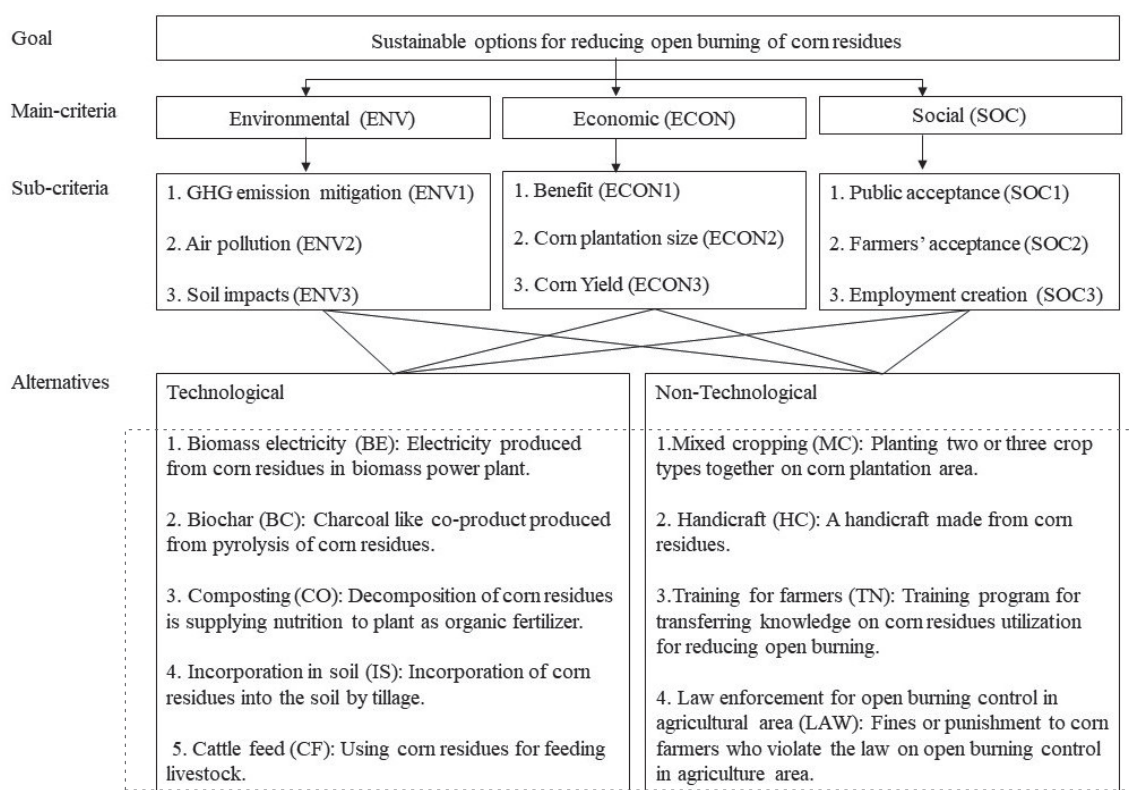 Goal
Sustainable options for reducing open burning of corn residues
Main-criteria
Environmental (ENV)
Economic (ECON)
Social (SOC)
Sub-criteria
1. GHG emission mitigation (ENV1)
2. Air pollution (ENV2)
3. Soil impacts (ENV3)
1. Benefit (ECON1)
2. Corn plantation size (ECON2)
3. Corn Yield (ECON3)
1. Public acceptance (SOC1)
2. Farmers' acceptance (SOC2)
3. Employment creation (SOC3)
Alternatives
Technological
1. Biomass electricity (BE): Electricity produced
from corn residues in biomass power plant.
2. Biochar (BC): Charcoal like co-product produced
from pyrolysis of corn residues.
3. Composting (CO): Decomposition of corn residues
is supplying nutrition to plant as organic fertilizer.
4. Incorporation in soil (IS): Incorporation of corn
residues into the soil by tillage.
5. Cattle feed (CF): Using corn residues for feeding
livestock.
Non-Technological
1.Mixed cropping (MC): Planting two or three crop
types together on corn plantation area.
2. Handicraft (HC): A handicraft made from corn
residues.
3.Training for farmers (TN): Training program for
transferring knowledge on corn residues utilization
for reducing open burning.
4. Law enforcement for open burning control in
agricultural area (LAW): Fines or punishment to corn
farmers who violate the law on open burning control
in agriculture area.